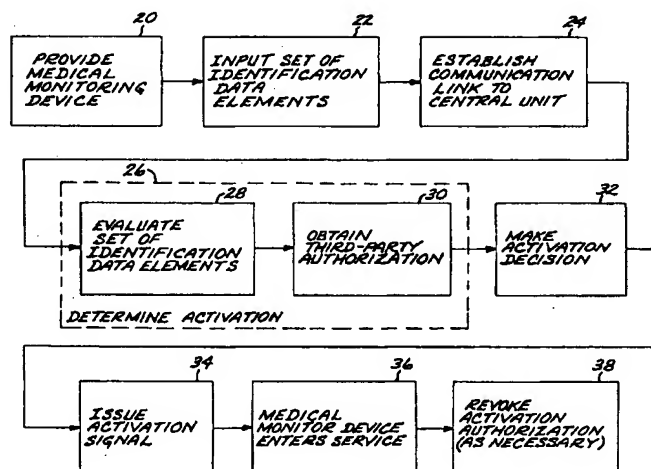 20
PROVIDE
MEDICAL
MONITORING
DEVICE
22
INPUT SET OF
IDENTIFICATION
DATA
ELEMENTS
24
ESTABLISH
COMMUNICATION
LINK TO
CENTRAL UNIT
26
28
EVALUATE
SET OF
IDENTIFICATION
DATA ELEMENTS
30
OBTAIN
THIRD-PARTY
AUTHORIZATION
DETERMINE ACTIVATION
32
MAKE
ACTIVATION
DECISION
34
ISSUE
ACTIVATION
SIGNAL
36
MEDICAL
MONITOR DEVICE
ENTERS SERVICE
38
REVOKE
ACTIVATION
AUTHORIZATION
(AS NECESSARY)